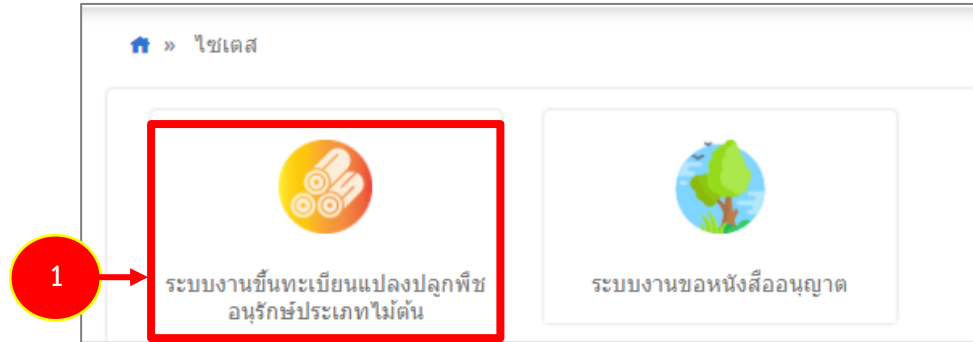 » ไซเตส
ระบบงานขึ้นทะเบียนแปลงปลูกพืช
อนุรักษ์ประเภทไม้ต้น
ระบบงานขอหนังสืออนุญาต
1